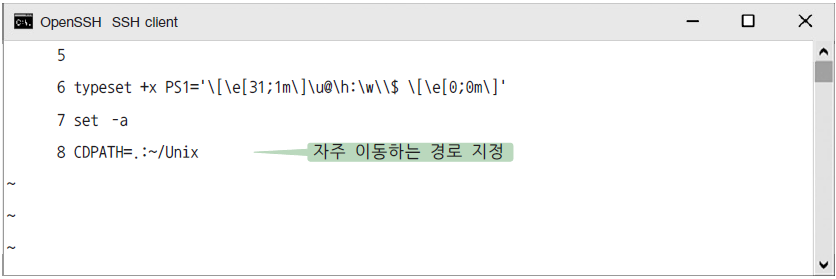 OpenSSH SSH client
5
6 typeset +x PS1='\[\e[31;1m\]\u@\h:\w\\$ \[\e[0;0m\]'
7 set -a
8 CDPATH=.:~/Unix 자주 이동하는 경로 지정
~
~
~